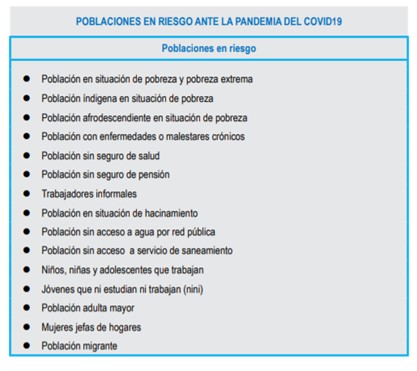 POBLACIONES EN RIESGO ANTE LA PANDEMIA DEL COVID19
Poblaciones en riesgo
● Población en situación de pobreza y pobreza extrema
● Población índigena en situación de pobreza
● Población afrodescendiente en situación de pobreza
● Población con enfermedades o malestares crónicos
● Población sin seguro de salud
● Población sin seguro de pensión
● Trabajadores informales
● Población en situación de hacinamiento
● Población sin acceso a agua por red pública
● Población sin acceso a servicio de saneamiento
● Niños, niñas y adolescentes que trabajan
● Jóvenes que ni estudian ni trabajan (nini)
● Población adulta mayor
● Mujeres jefas de hogares
● Población migrante